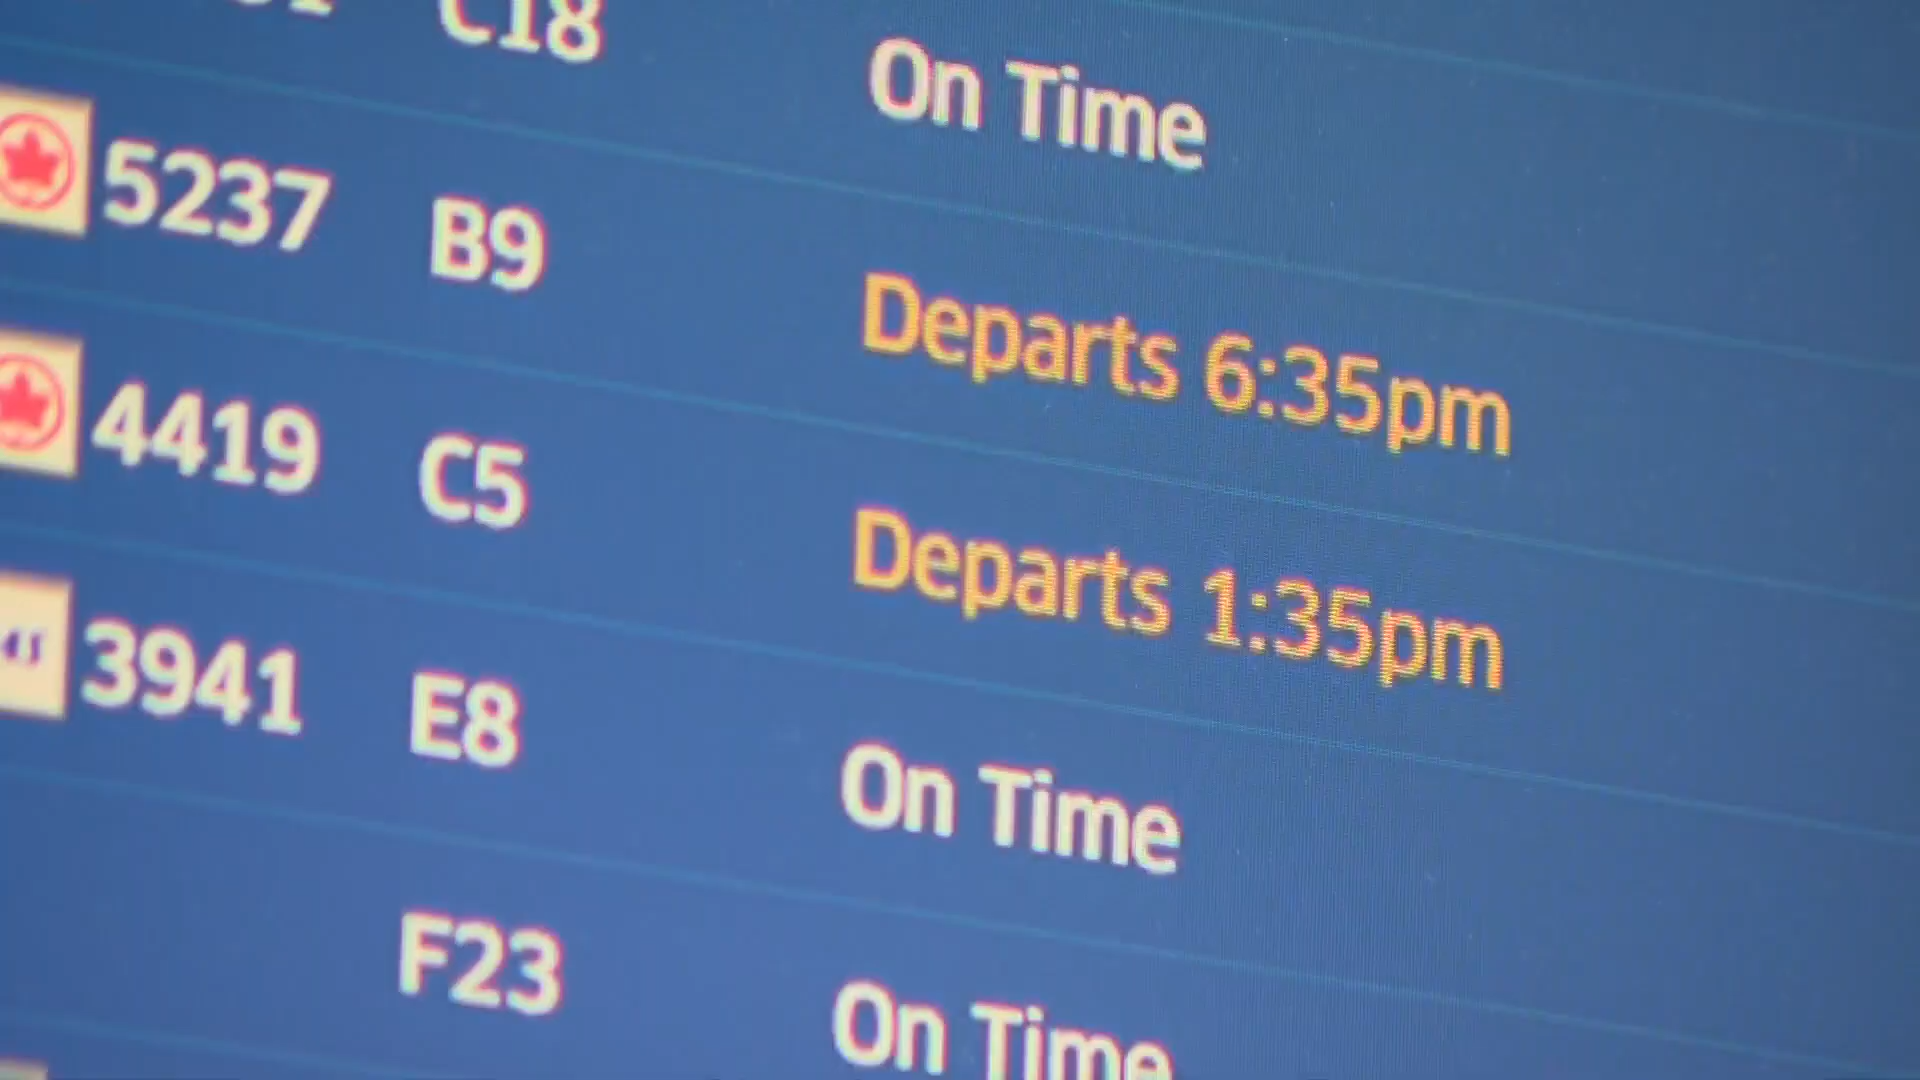 C18 On Time
5237 B9 Departs 6:35pm
4419 C5 Departs 1:35pm
3941 E8 On Time
F23 On Time